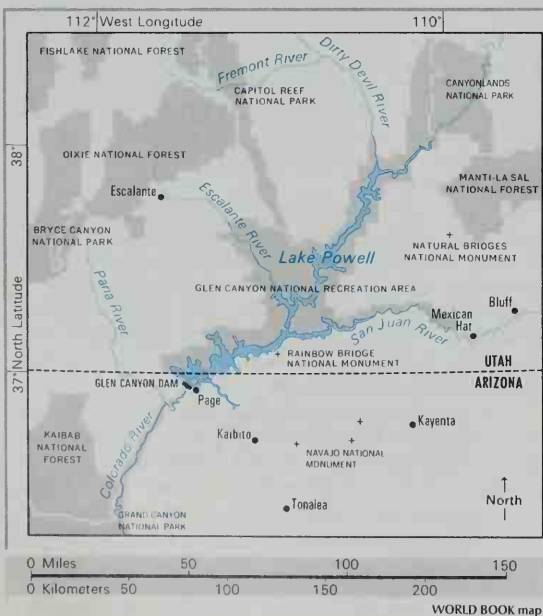 112° West Longitude
110°
FISHLAKE NATIONAL FOREST
Fremont River
Dirty Devil River
CAPITOL REEF
NATIONAL PARK
CANYONLANDS
NATIONAL PARK
38°
DIXIE NATIONAL FOREST
MANTI-LA SAL
NATIONAL FOREST
Escalante
Escalante River
BRYCE CANYON
NATIONAL PARK
NATURAL BRIDGES
NATIONAL MONUMENT
Lake Powell
Paria River
GLEN CANYON NATIONAL RECREATION AREA
Bluff
Mexican
Hat
San Juan River
RAINBOW BRIDGE
NATIONAL MONUMENT
UTAH
37° North Latitude
ARIZONA
GLEN CANYON DAM
Page
Kayenta
Kaibito
KAIBAB
NATIONAL
FOREST
Colorado River
NAVAJO NATIONAL
MONUMENT
North
Tonalea
GRAND CANYON
NATIONAL PARK
0 Miles 50 100 150
0 Kilometers 50 100 150 200
WORLD BOOK map